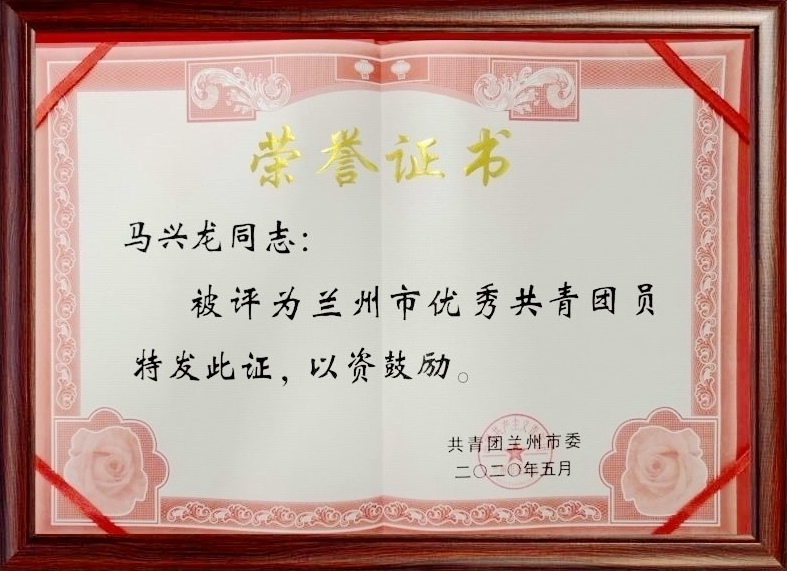 荣誉证书
马兴龙同志：
被评为兰州市优秀共青团员
特发此证，以资鼓励。
共青团兰州市委
二〇二〇年五月